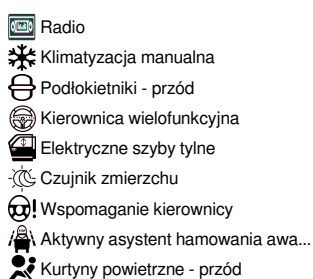 Radio
Klimatyzacja manualna
Podłokietniki - przód
Kierownica wielofunkcyjna
Elektryczne szyby tylne
Czujnik zmierzchu
Wspomaganie kierownicy
Aktywny asystent hamowania awa...
Kurtyny powietrzne - przód